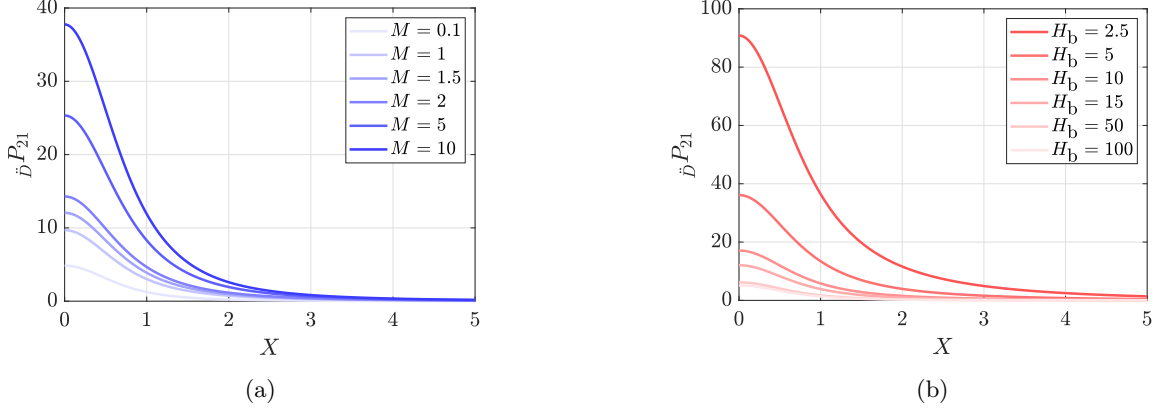 40
30
20
10
0
0 1 2 3 4 5
X
D̈P21
M = 0.1
M = 1
M = 1.5
M = 2
M = 5
M = 10
(a)
100
80
60
40
20
0
0 1 2 3 4 5
X
D̈P21
Hb = 2.5
Hb = 5
Hb = 10
Hb = 15
Hb = 50
Hb = 100
(b)